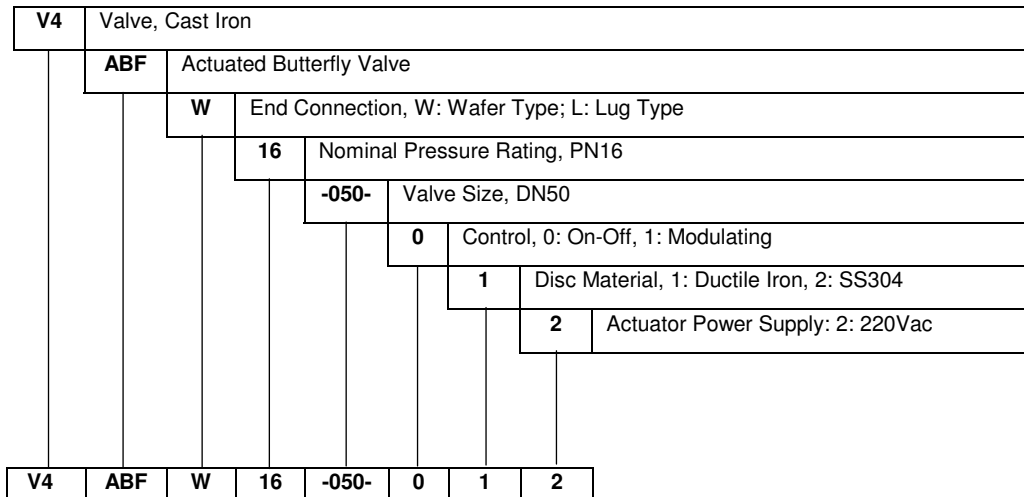 V4 Valve, Cast Iron
ABF Actuated Butterfly Valve
W End Connection, W: Wafer Type; L: Lug Type
16 Nominal Pressure Rating, PN16
-050- Valve Size, DN50
0 Control, 0: On-Off, 1: Modulating
1 Disc Material, 1: Ductile Iron, 2: SS304
2 Actuator Power Supply: 2: 220Vac
V4 ABF W 16 -050- 0 1 2